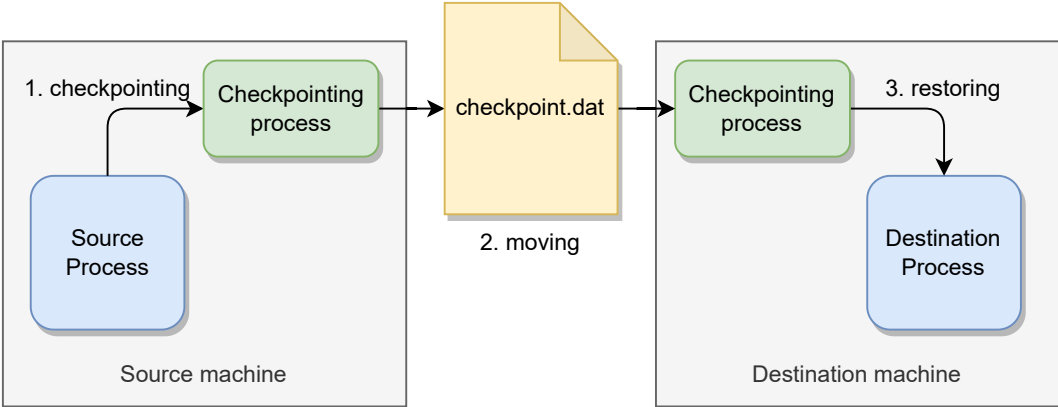 1. checkpointing
Checkpointing
process
Source
Process
Source machine
checkpoint.dat
2. moving
Checkpointing
process
3. restoring
Destination
Process
Destination machine